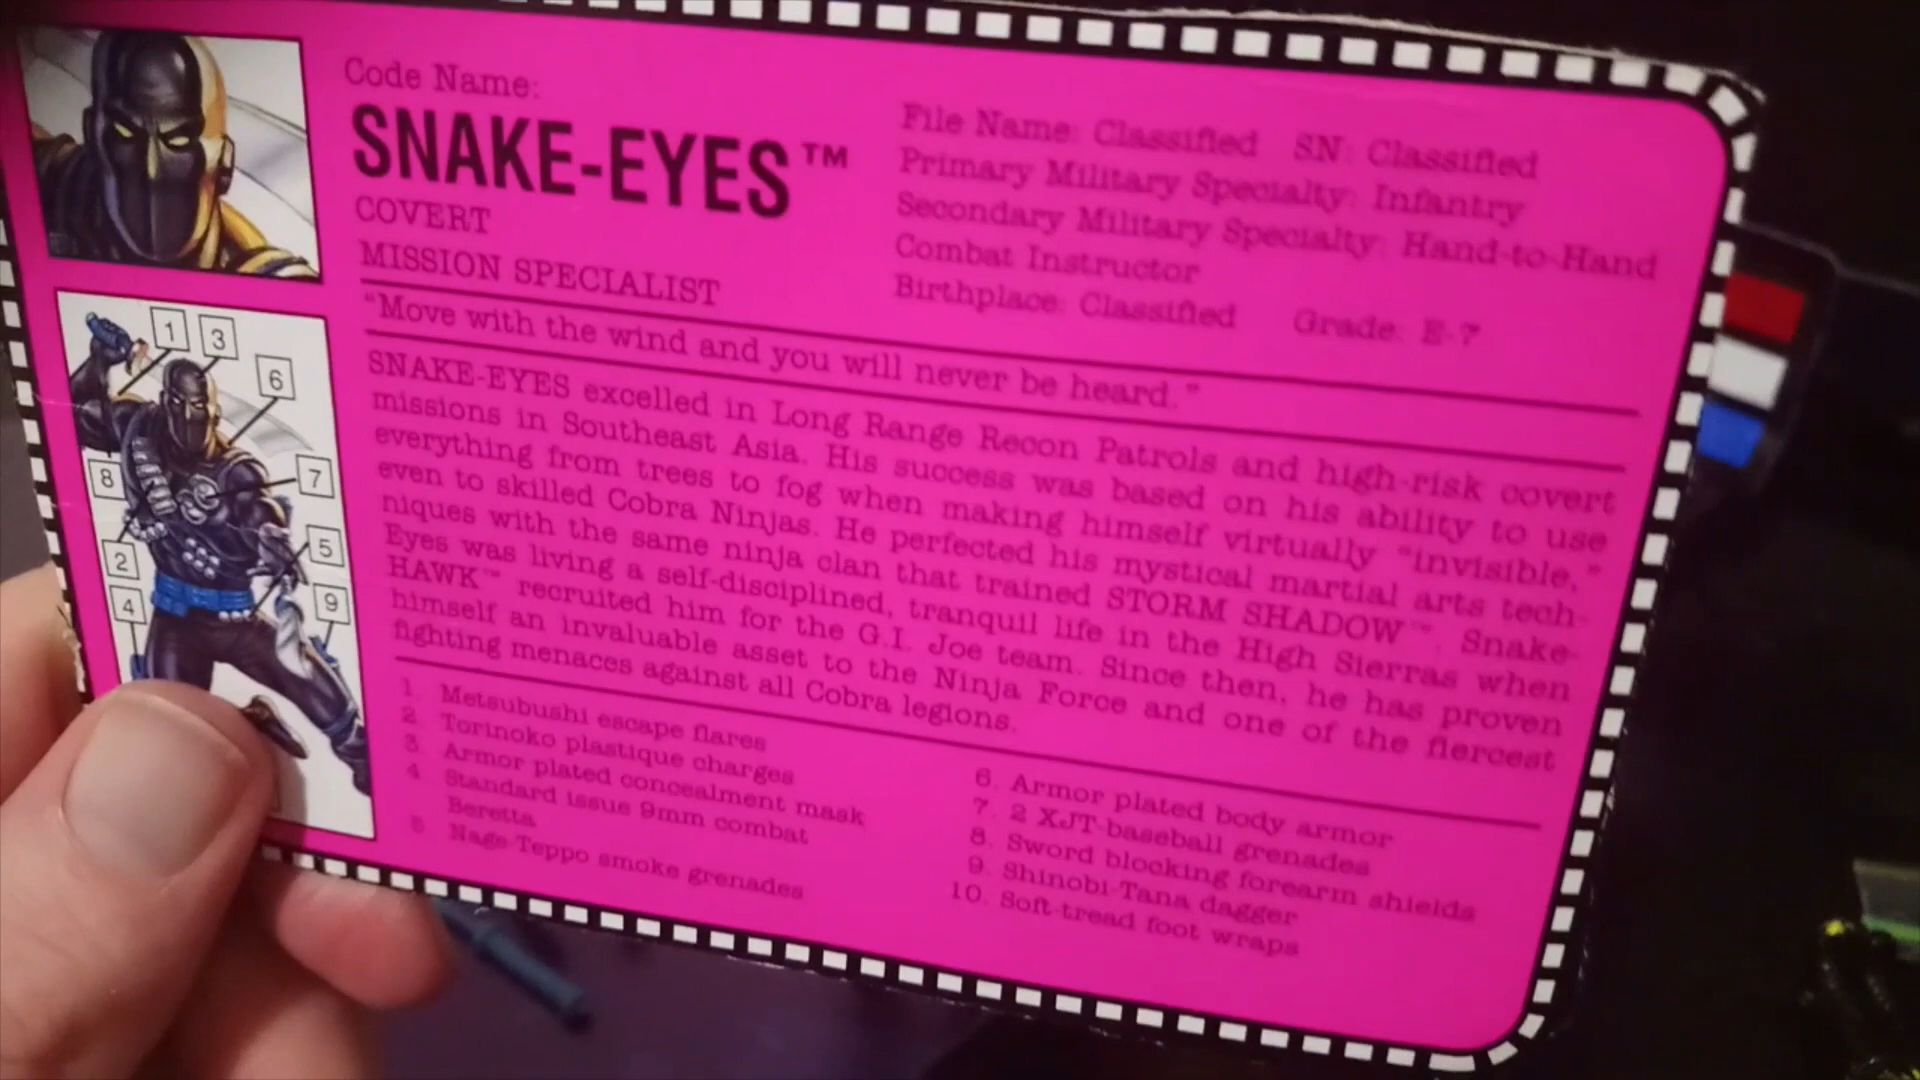 Code Name:
SNAKE-EYES™
COVERT
MISSION SPECIALIST
File Name: Classified SN: Classified
Primary Military Specialty: Infantry
Secondary Military Specialty: Hand-to-Hand
Combat Instructor
Birthplace: Classified Grade: E-7
"Move with the wind and you will never be heard."
SNAKE-EYES excelled in Long Range Recon Patrols and high-risk covert
missions in Southeast Asia. His success was based on his ability to use
everything from trees to fog when making himself virtually "invisible,"
even to skilled Cobra Ninjas. He perfected his mystical martial arts tech-
niques with the same ninja clan that trained STORM SHADOW™. Snake-
Eyes was living a self-disciplined, tranquil life in the High Sierras when
HAWK™ recruited him for the G.I. Joe team. Since then, he has proven
himself an invaluable asset to the Ninja Force and one of the fiercest
fighting menaces against all Cobra legions.
1. Metsubushi escape flares
2. Torinoko plastique charges
3. Armor plated concealment mask
4. Standard issue 9mm combat
Beretta
5. Nage-Teppo smoke grenades
6. Armor plated body armor
7. 2 XJT-baseball grenades
8. Sword blocking forearm shields
9. Shinobi-Tana dagger
10. Soft-tread foot wraps
1
3
6
8
7
2
5
4
9